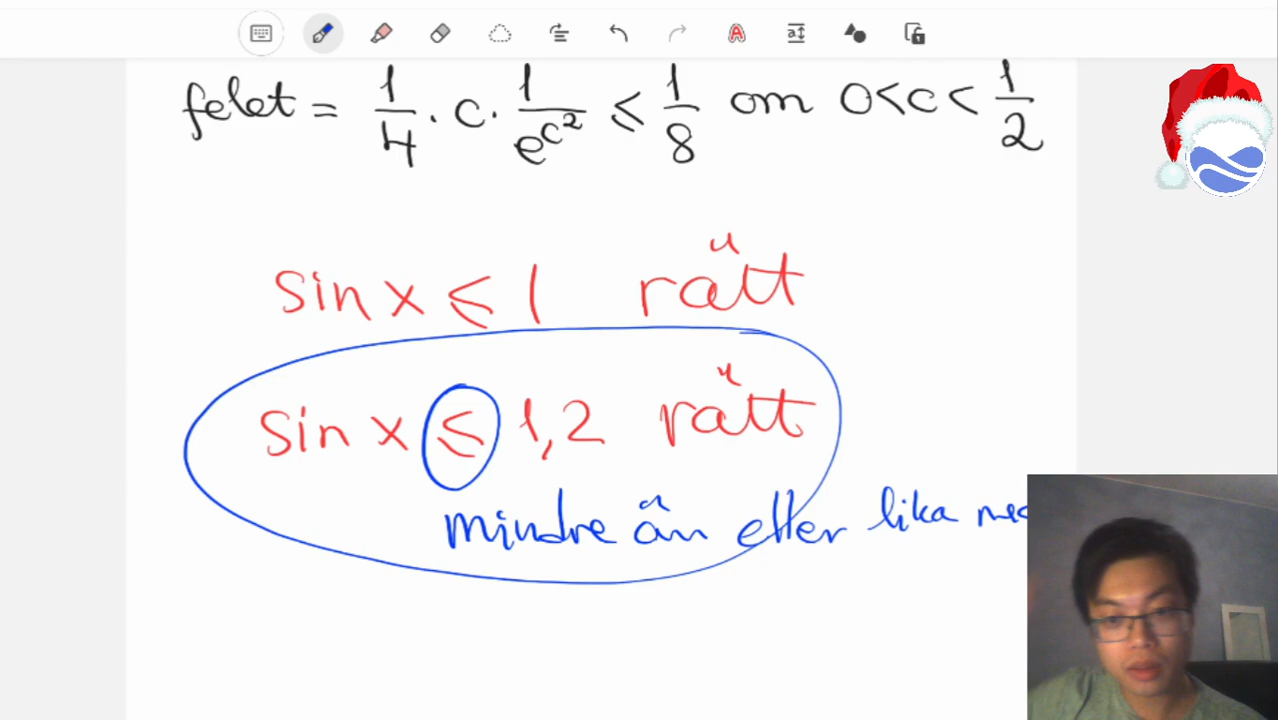 felet = 1/4 · c · 1/e^(c^2) ≤ 1/8 om 0<c<1/2
sin x ≤ 1 rätt
sin x ≤ 1,2 rätt
mindre än eller lika